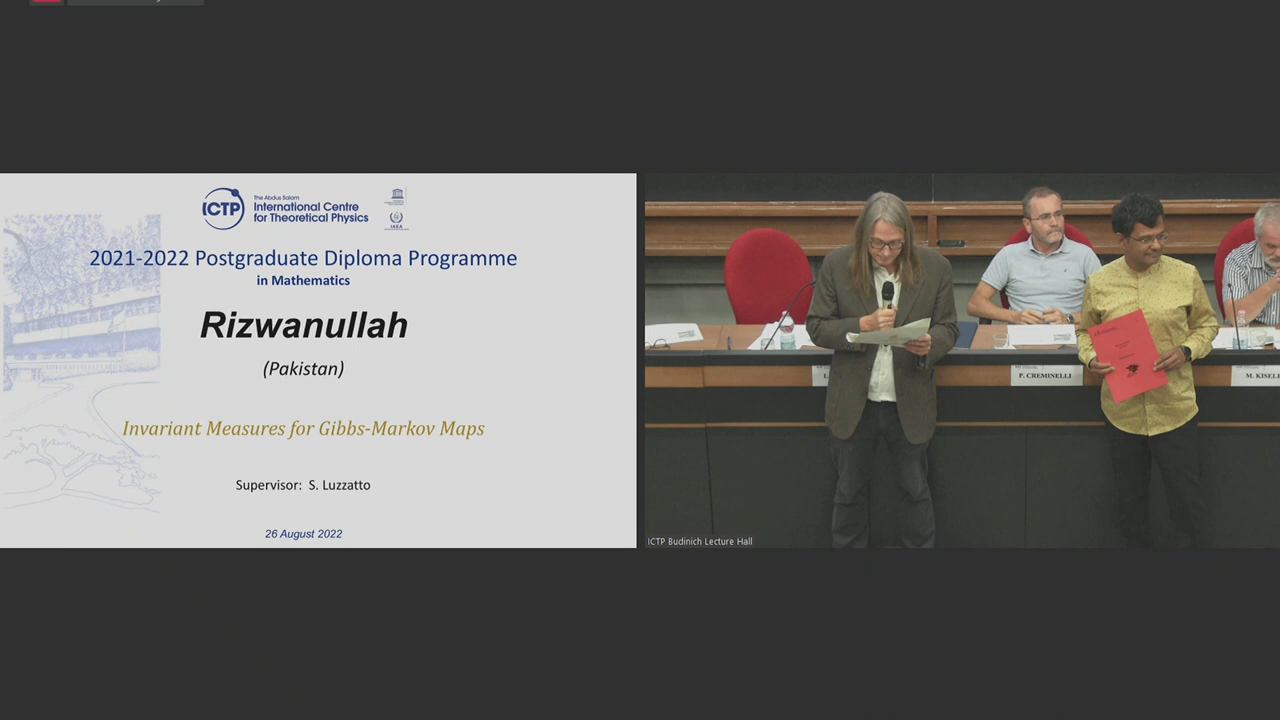 ICTP
The Abdus Salam
International Centre
for Theoretical Physics
IAEA
2021-2022 Postgraduate Diploma Programme
in Mathematics
Rizwanullah
(Pakistan)
Invariant Measures for Gibbs-Markov Maps
Supervisor: S. Luzzatto
26 August 2022
P. CREMINELLI
ICTP Budinich Lecture Hall